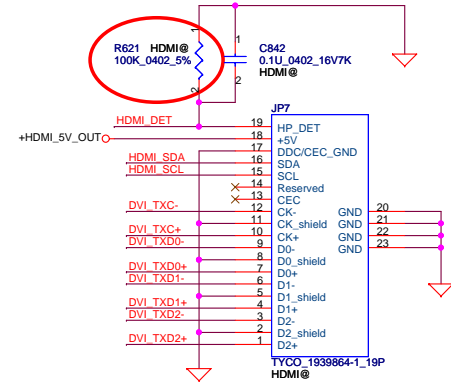 1
1
R621 HDMI@
100K_0402_5%
C842
0.1U_0402_16V7K
HDMI@
2
2
JP7
HDMI_DET
19 HP_DET
+HDMI_5V_OUT
18 +5V
17 DDC/CEC_GND
HDMI_SDA 16 SDA
HDMI_SCL 15 SCL
14 Reserved
13 CEC
DVI_TXC- 12 CK- GND 20
11 CK_shield GND 21
DVI_TXC+ 10 CK+ GND 22
DVI_TXD0- 9 D0- GND 23
8 D0_shield
DVI_TXD0+ 7 D0+
DVI_TXD1- 6 D1-
5 D1_shield
DVI_TXD1+ 4 D1+
DVI_TXD2- 3 D2-
2 D2_shield
DVI_TXD2+ 1 D2+
TYCO_1939864-1_19P
HDMI@